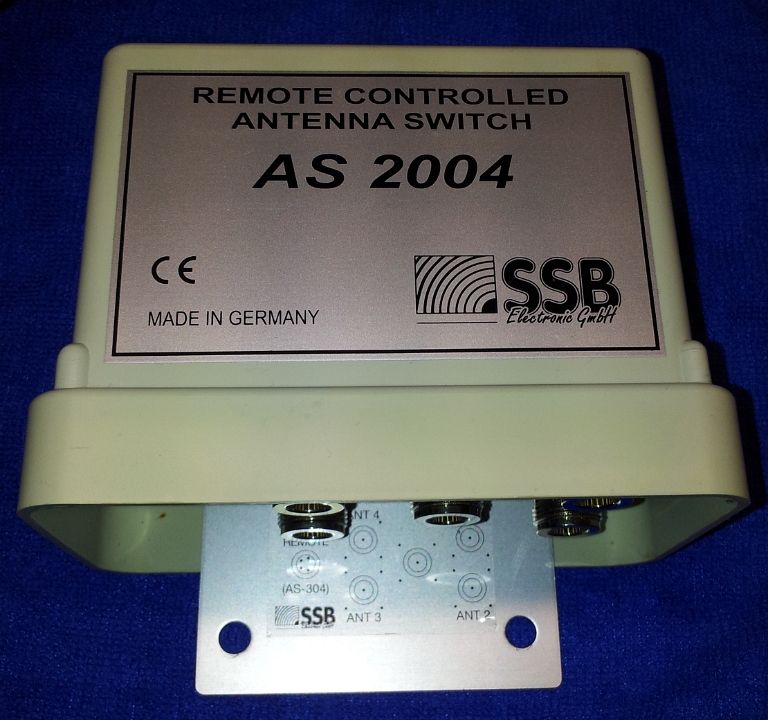 REMOTE CONTROLLED
ANTENNA SWITCH
AS 2004
CE
SSB
Electronic GmbH
MADE IN GERMANY
ANT 4
REMOTE
(AS-304)
SSB
ANT 3
ANT 2